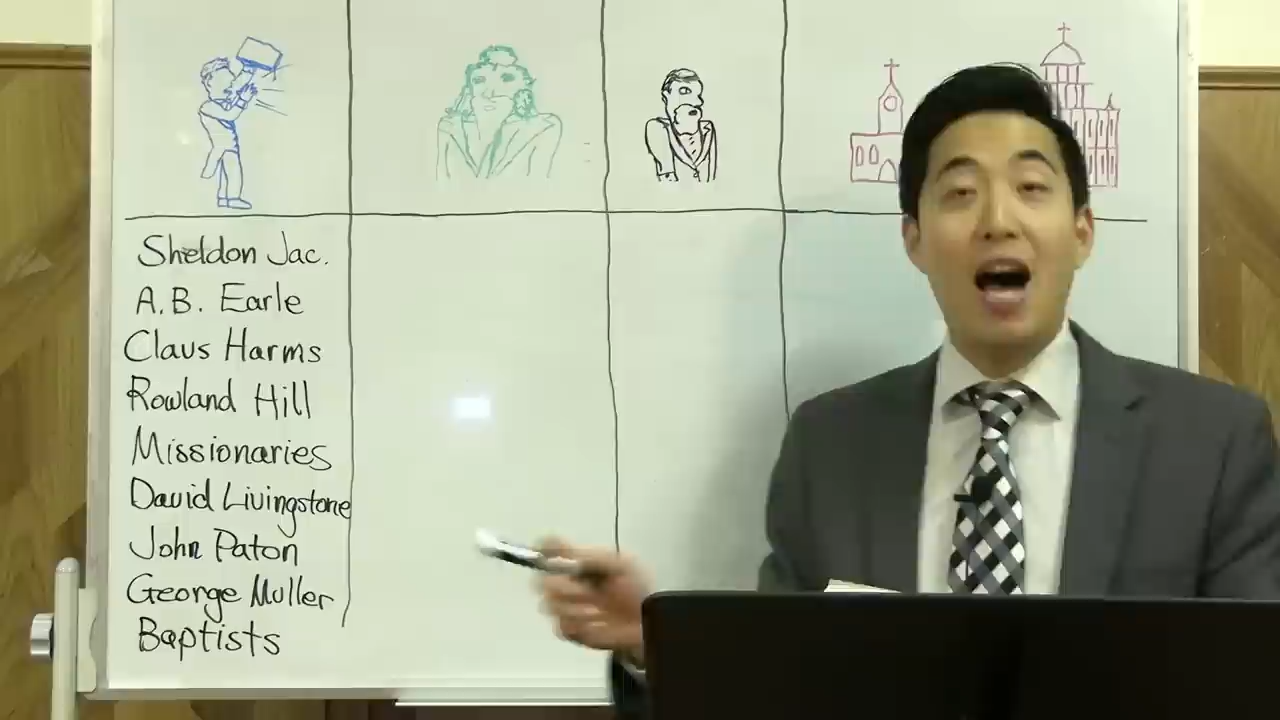 Sheldon Jac.
A.B. Earle
Claus Harms
Rowland Hill
Missionaries
David Livingstone
John Paton
George Muller
Baptists